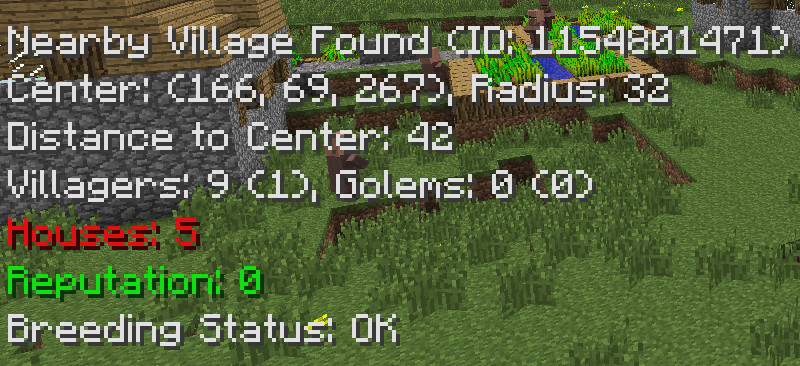 Nearby Village Found (ID: 1154801471)
Center: (166, 69, 267), Radius: 32
Distance to Center: 42
Villagers: 9 (1), Golems: 0 (0)
Houses: 5
Reputation: 0
Breeding Status: OK